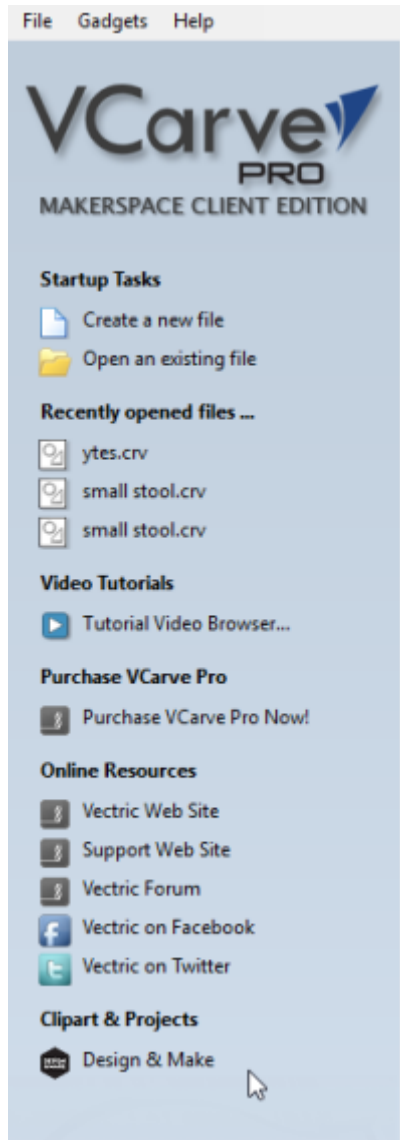 File Gadgets Help
VCarve
PRO
MAKERSPACE CLIENT EDITION
Startup Tasks
Create a new file
Open an existing file
Recently opened files ...
ytes.crv
small stool.crv
small stool.crv
Video Tutorials
Tutorial Video Browser...
Purchase VCarve Pro
Purchase VCarve Pro Now!
Online Resources
Vectric Web Site
Support Web Site
Vectric Forum
Vectric on Facebook
Vectric on Twitter
Clipart & Projects
Design & Make